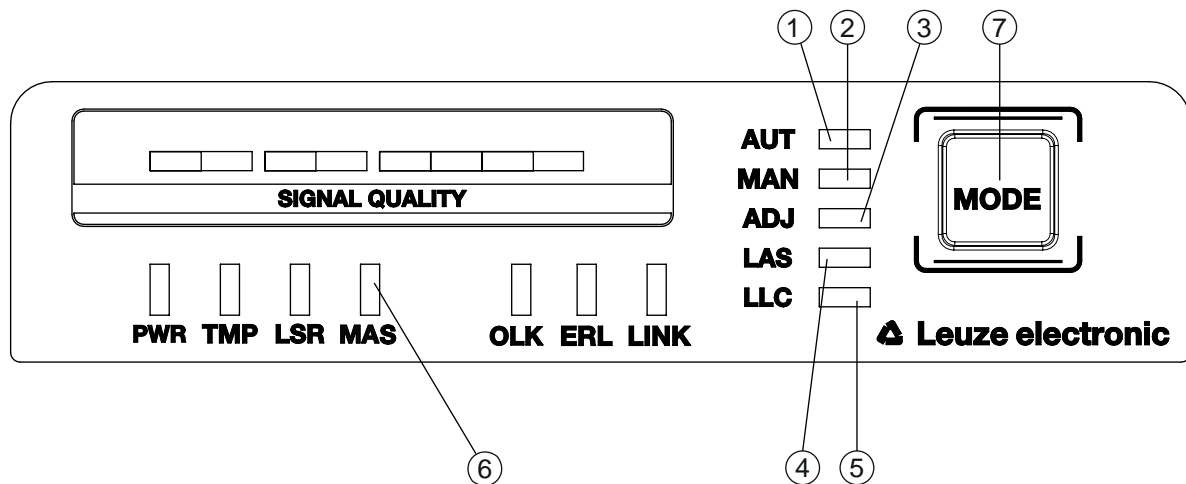 1 2 3 7
AUT
MAN
ADJ
LAS
LLC
MODE
SIGNAL QUALITY
PWR TMP LSR MAS OLK ERL LINK
Leuze electronic
6 4 5